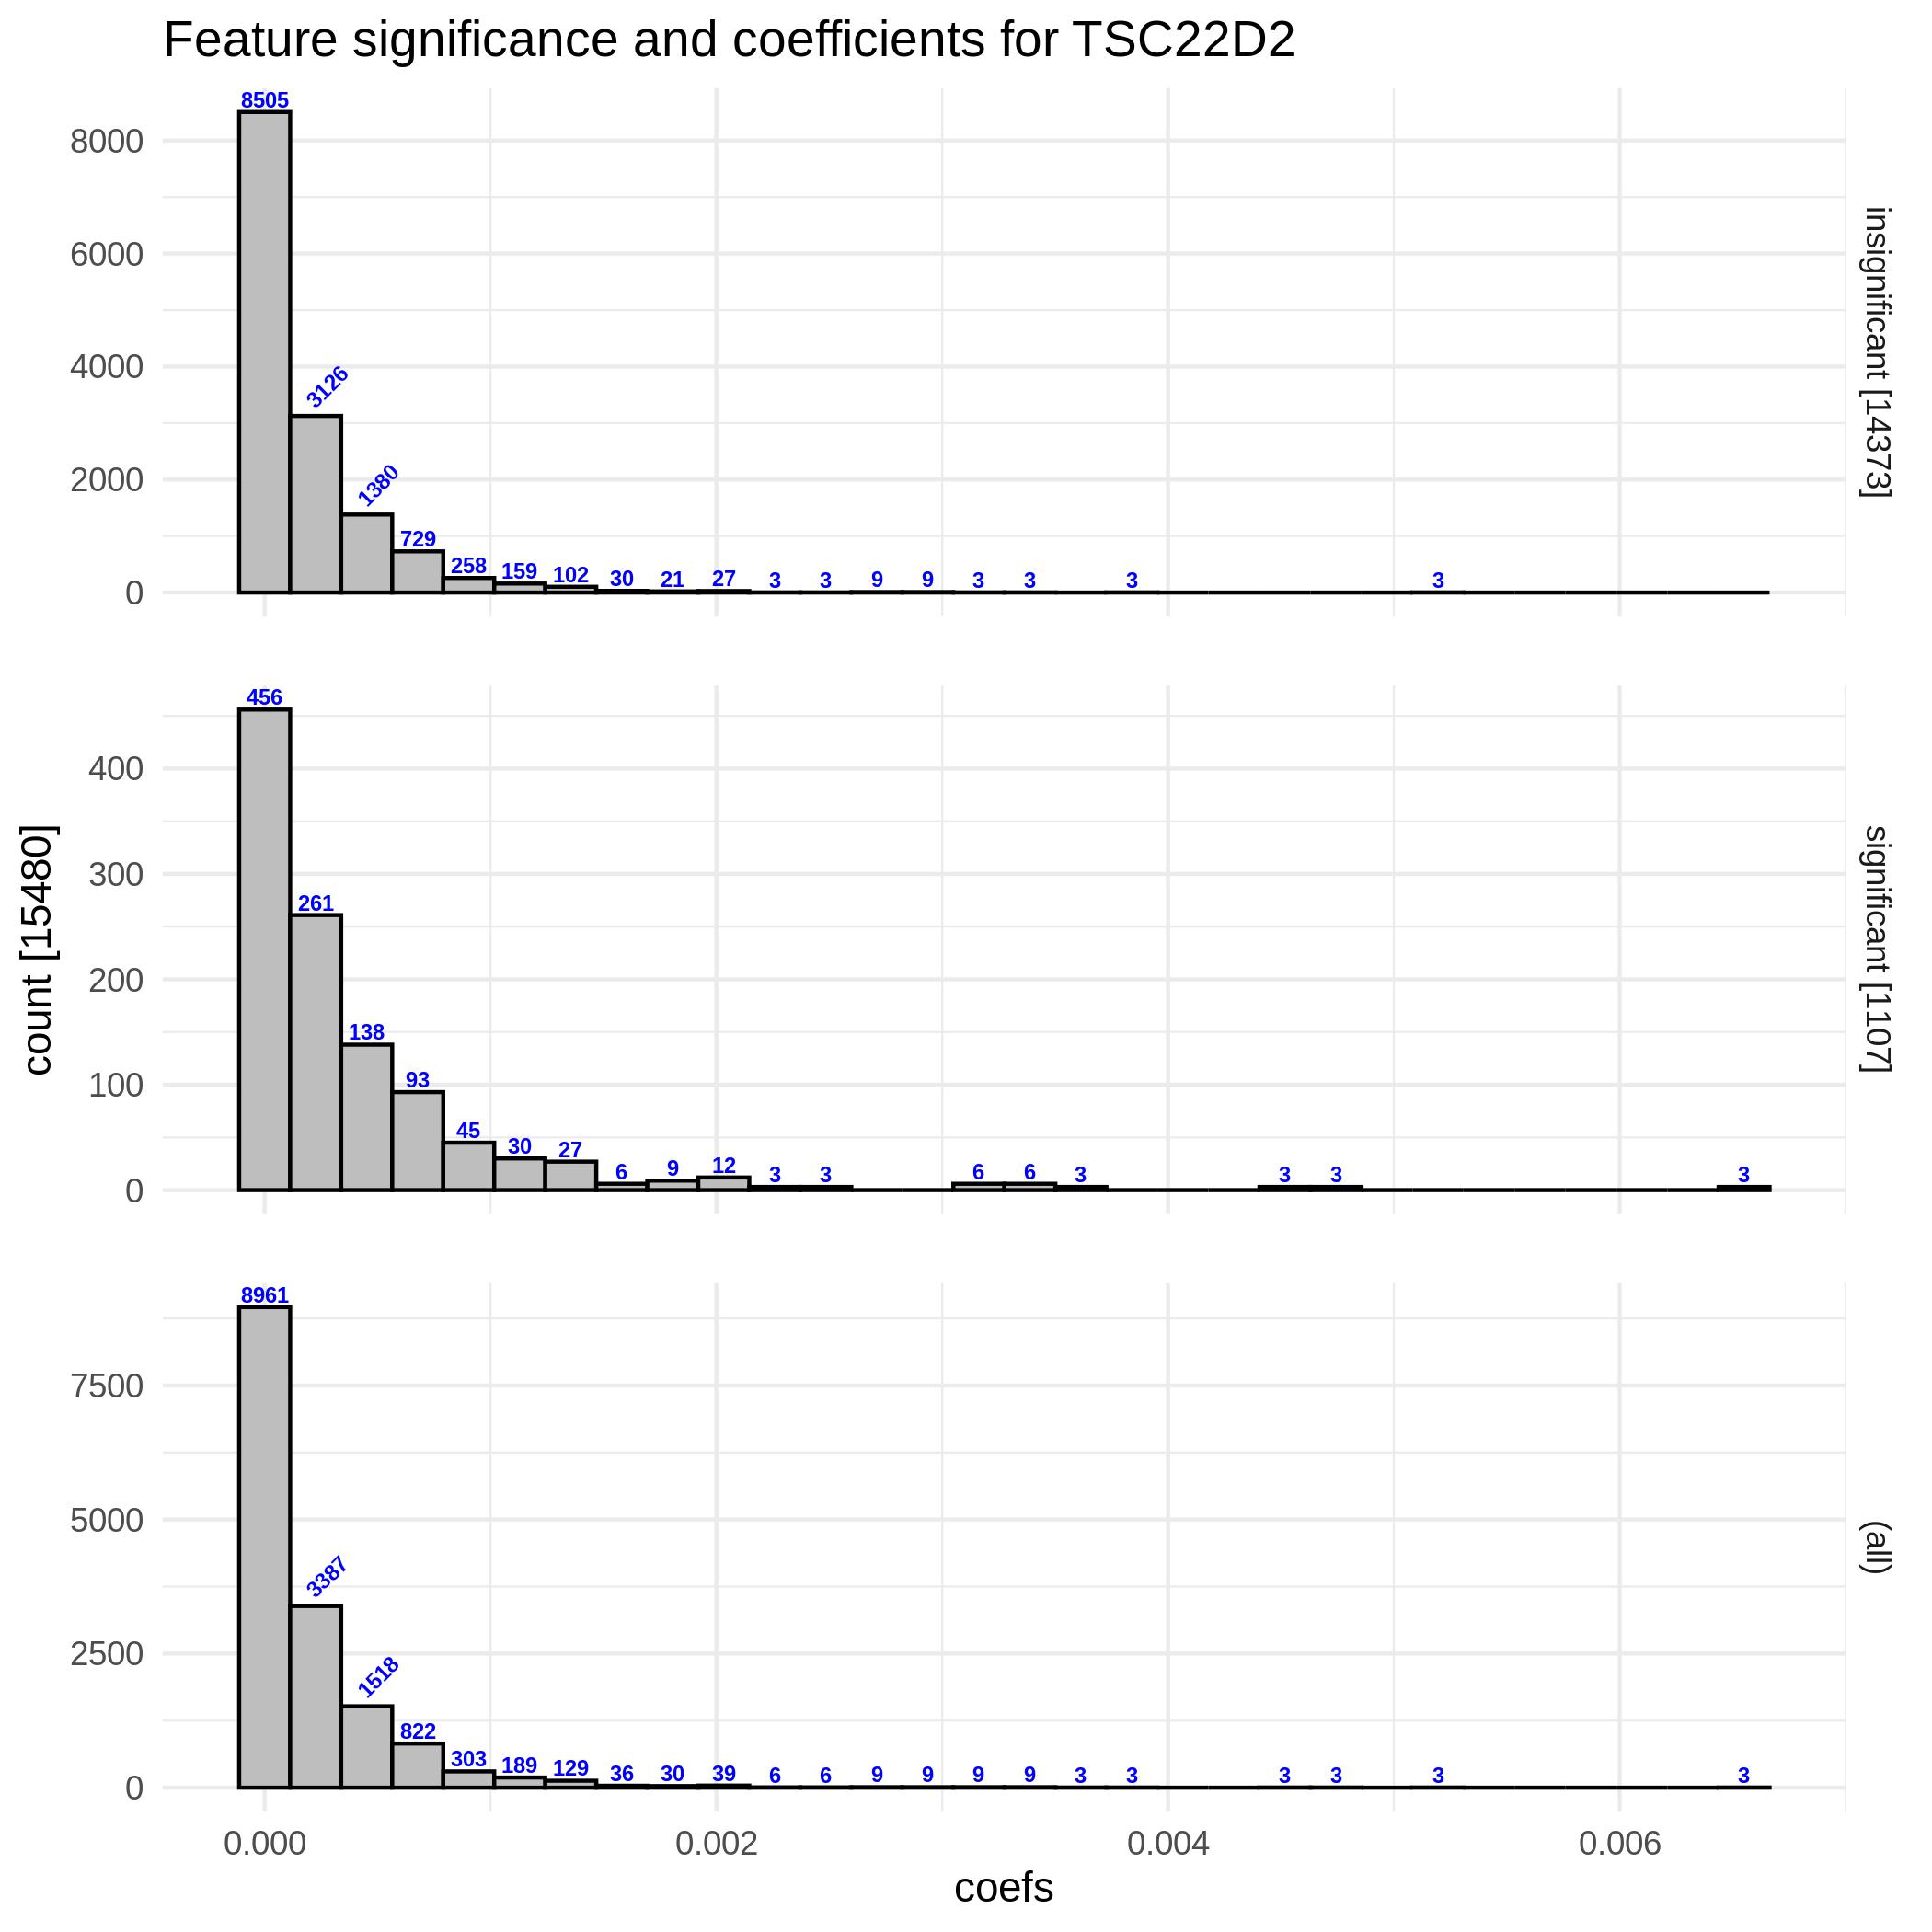 Feature significance and coefficients for TSC22D2
8505
8000
6000
4000
3126
2000
1380
729
258 159 102 30 21 27 3 3 9 9 3 3 3 3
0
insignificant [14373]
456
400
300
261
200
138
100
93
45 30 27 6 9 12 3 3 6 6 3 3 3 3
0
significant [1107]
count [15480]
8961
7500
5000
3387
2500
1518
822
303 189 129 36 30 39 6 6 9 9 9 9 3 3 3 3 3 3
0
(all)
0.000 0.002 0.004 0.006
coefs